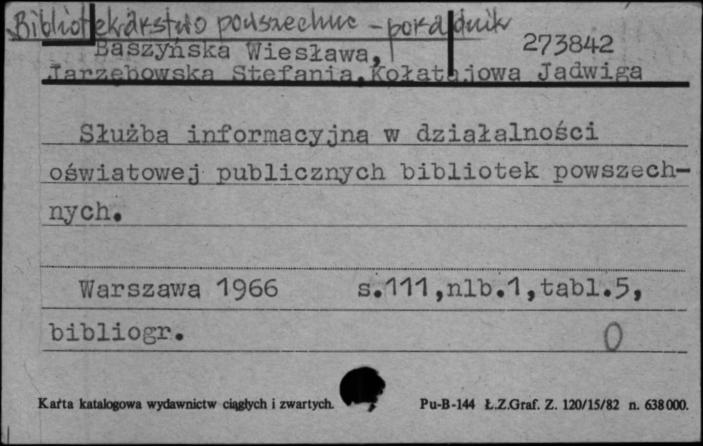 Bibliotekarstwo powszechne - poradnik
Baszyńska Wiesława, 273842
Jarzębowska Stefania, Kołatajowa Jadwiga
Służba informacyjna w działalności
oświatowej publicznych bibliotek powszech-
nych.
Warszawa 1966 s.111,nlb.1,tabl.5,
bibliogr. 0
Karta katalogowa wydawnictw ciągłych i zwartych. Pu-B-144 Ł.Z.Graf. Z. 120/15/82 n. 638000.